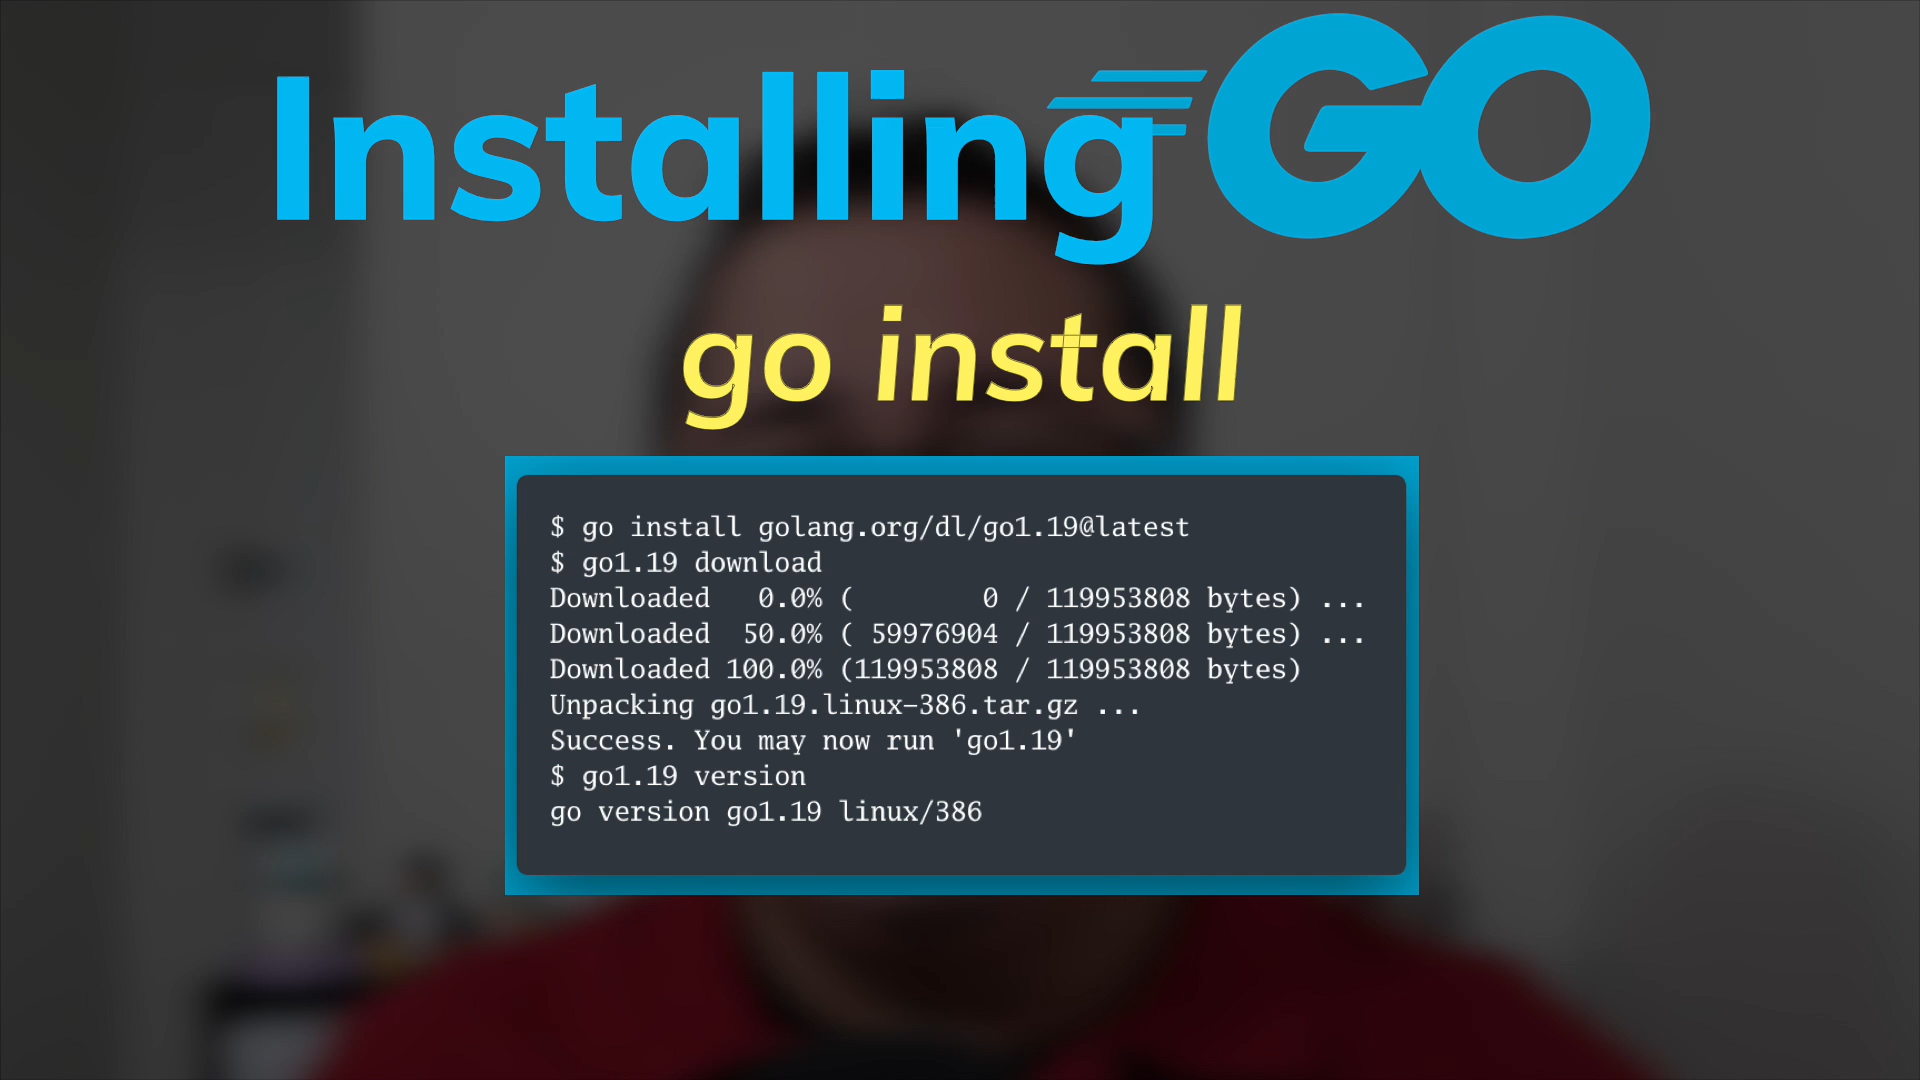 Installing GO
go install
$ go install golang.org/dl/go1.19@latest
$ go1.19 download
Downloaded   0.0% (        0 / 119953808 bytes) ...
Downloaded  50.0% ( 59976904 / 119953808 bytes) ...
Downloaded 100.0% (119953808 / 119953808 bytes)
Unpacking go1.19.linux-386.tar.gz ...
Success. You may now run 'go1.19'
$ go1.19 version
go version go1.19 linux/386